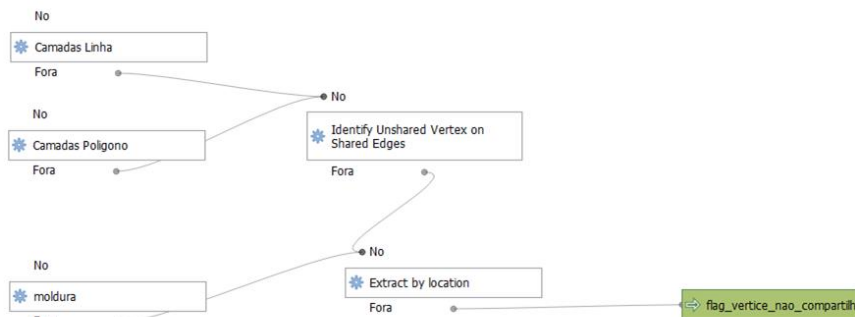 No
Camadas Linha
Fora
No
No
Camadas Poligono
Identify Unshared Vertex on
Shared Edges
Fora
Fora
No
No
moldura
Extract by location
Fora
flag_vertice_nao_compartilh